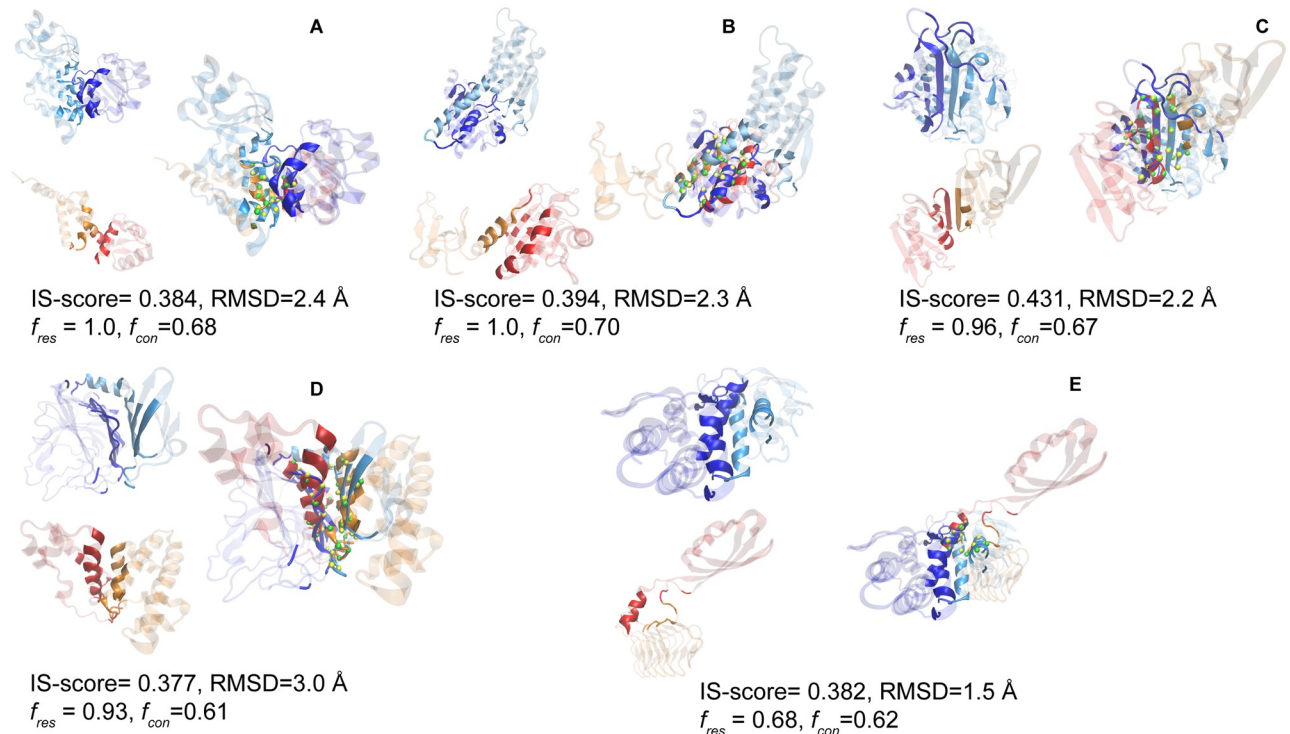 A
IS-score= 0.384, RMSD=2.4 Å
fres = 1.0, fcon=0.68
B
IS-score= 0.394, RMSD=2.3 Å
fres = 1.0, fcon=0.70
C
IS-score= 0.431, RMSD=2.2 Å
fres = 0.96, fcon=0.67
D
IS-score= 0.377, RMSD=3.0 Å
fres = 0.93, fcon=0.61
E
IS-score= 0.382, RMSD=1.5 Å
fres = 0.68, fcon=0.62